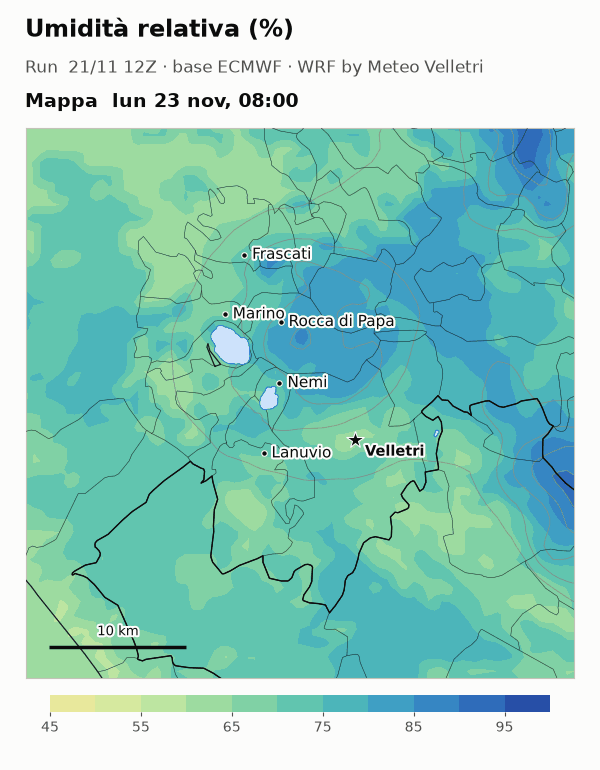 Umidità relativa (%)
Run  21/11 12Z · base ECMWF · WRF by Meteo Velletri
Mappa  lun 23 nov, 08:00
Frascati
Marino
Rocca di Papa
Nemi
Velletri
Lanuvio
10 km
45 55 65 75 85 95